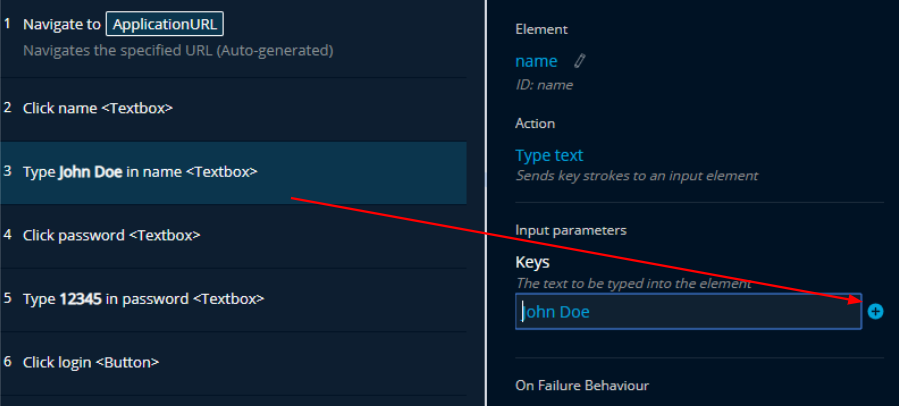 1 Navigate to ApplicationURL
Navigates the specified URL (Auto-generated)
2 Click name <Textbox>
3 Type John Doe in name <Textbox>
4 Click password <Textbox>
5 Type 12345 in password <Textbox>
6 Click login <Button>
Element
name
ID: name
Action
Type text
Sends key strokes to an input element
Input parameters
Keys
The text to be typed into the element
John Doe
On Failure Behaviour